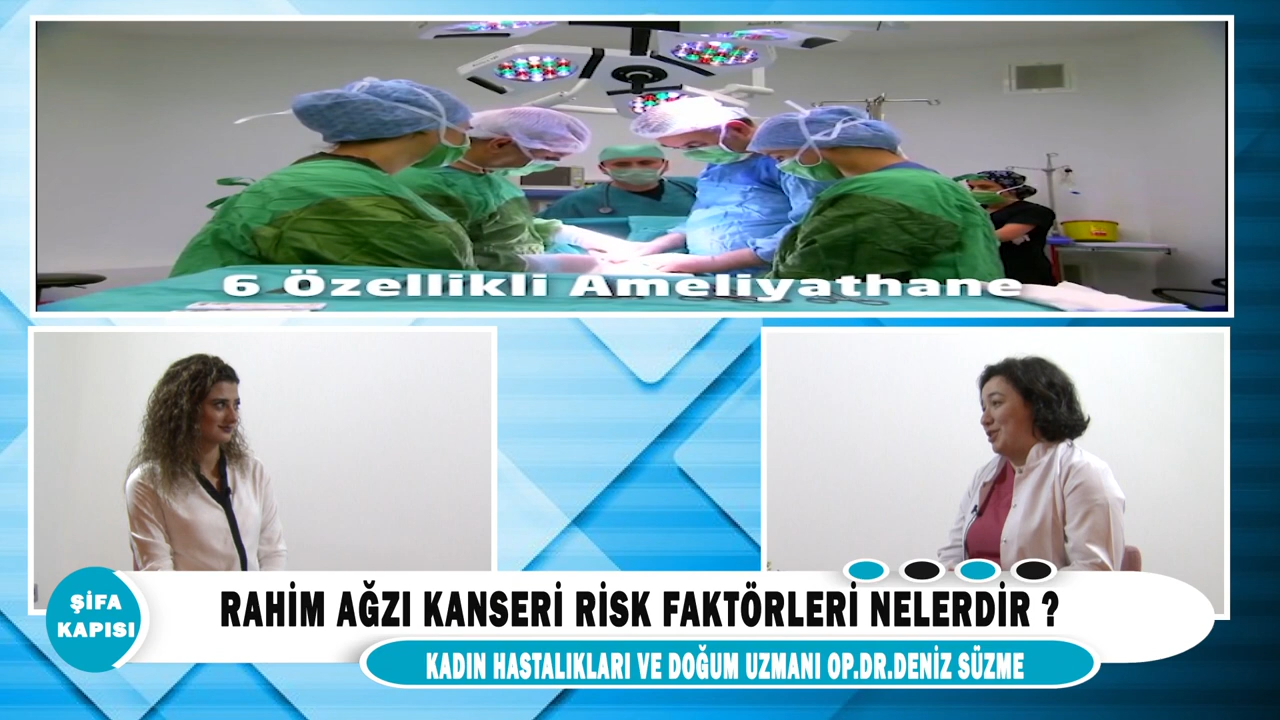 6 Özellikli Ameliyathane
ŞİFA
KAPISI
RAHİM AĞZI KANSERİ RİSK FAKTÖRLERİ NELERDİR ?
KADIN HASTALIKLARI VE DOĞUM UZMANI OP.DR.DENİZ SÜZME